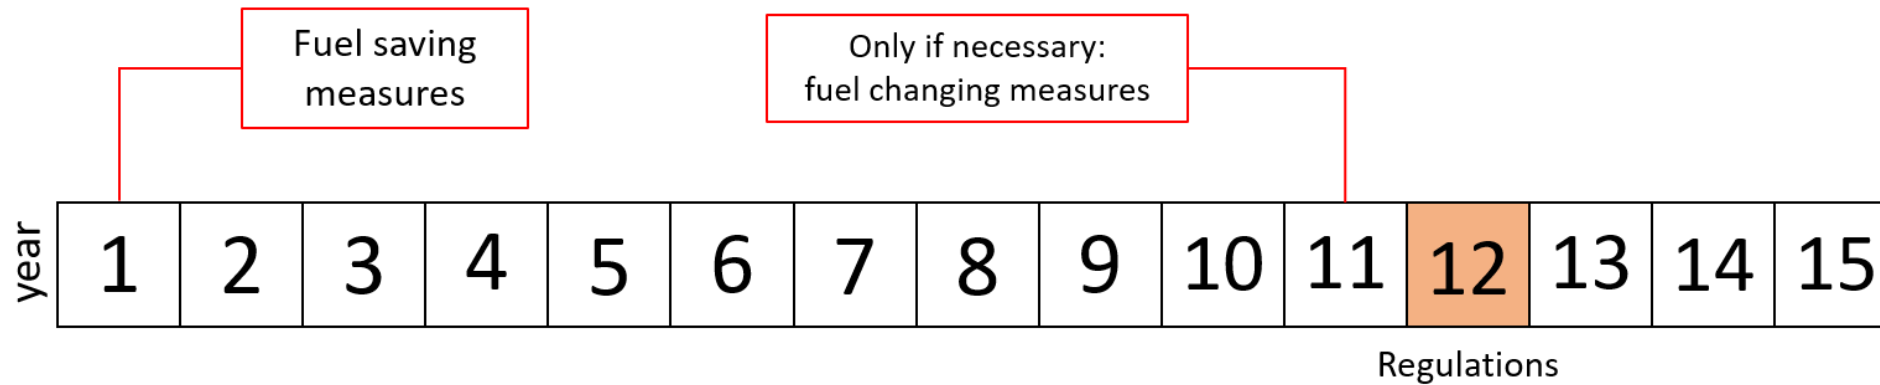 Fuel saving
measures
Only if necessary:
fuel changing measures
year
1 2 3 4 5 6 7 8 9 10 11 12 13 14 15
Regulations